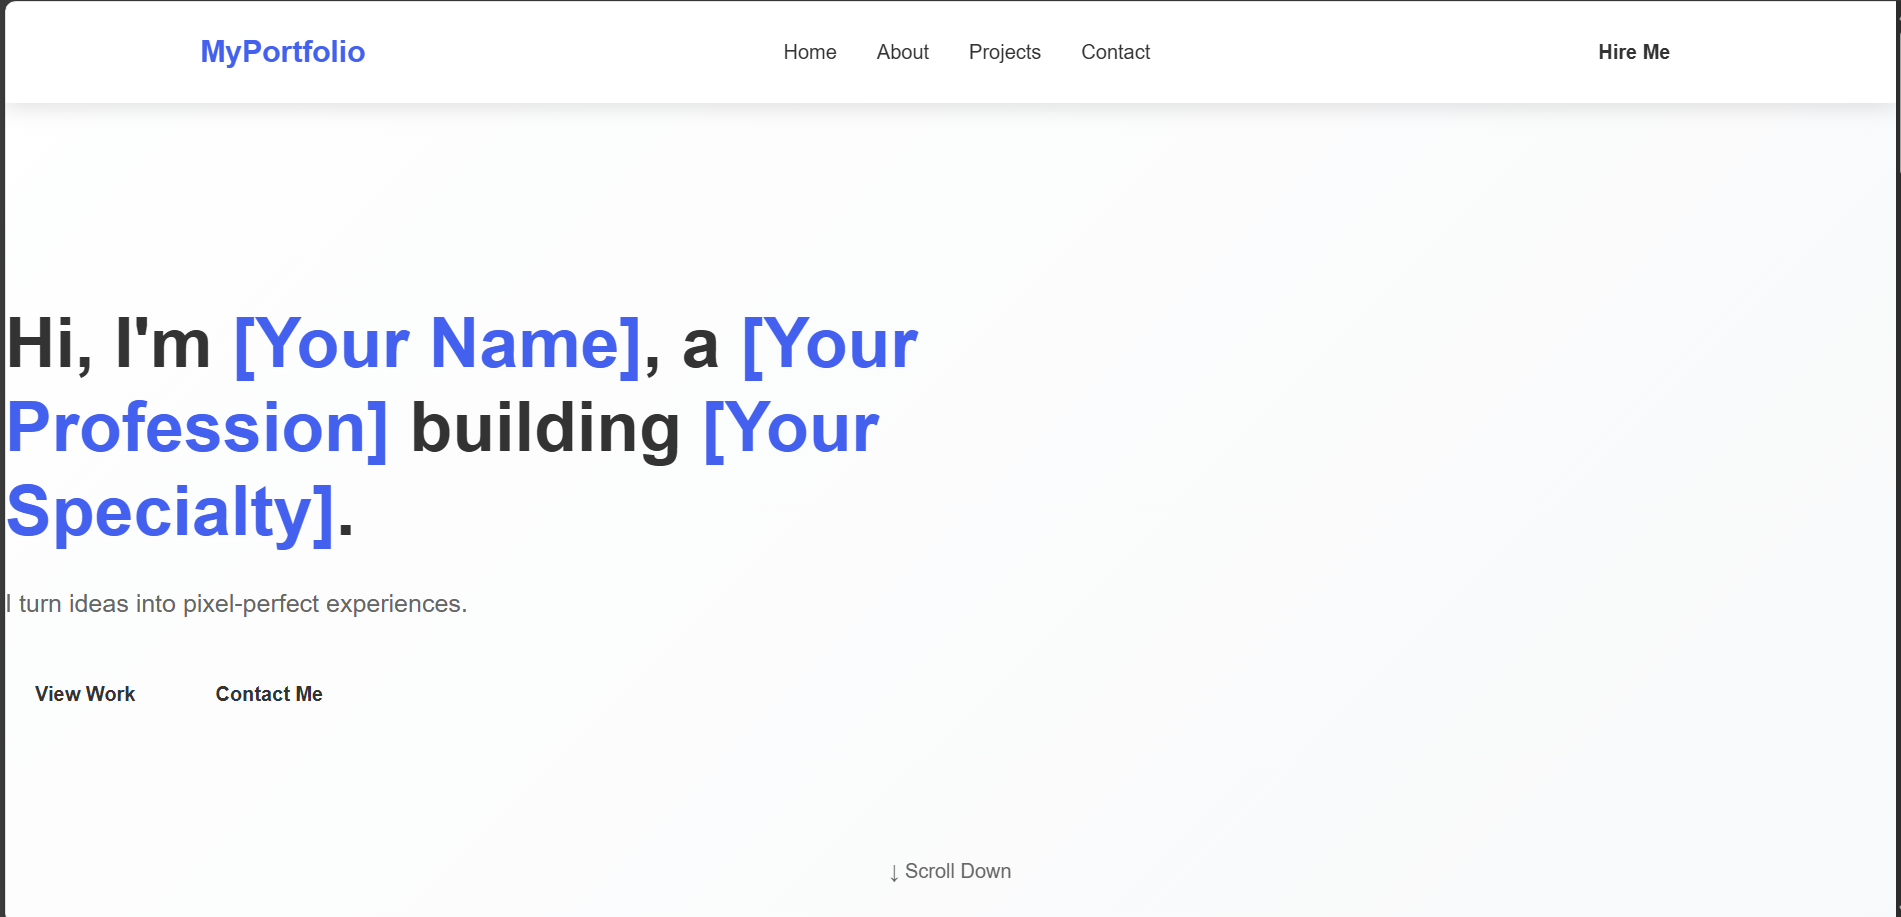 MyPortfolio
Home
About
Projects
Contact
Hire Me
Hi, I'm [Your Name], a [Your
Profession] building [Your
Specialty].
I turn ideas into pixel-perfect experiences.
View Work
Contact Me
↓ Scroll Down